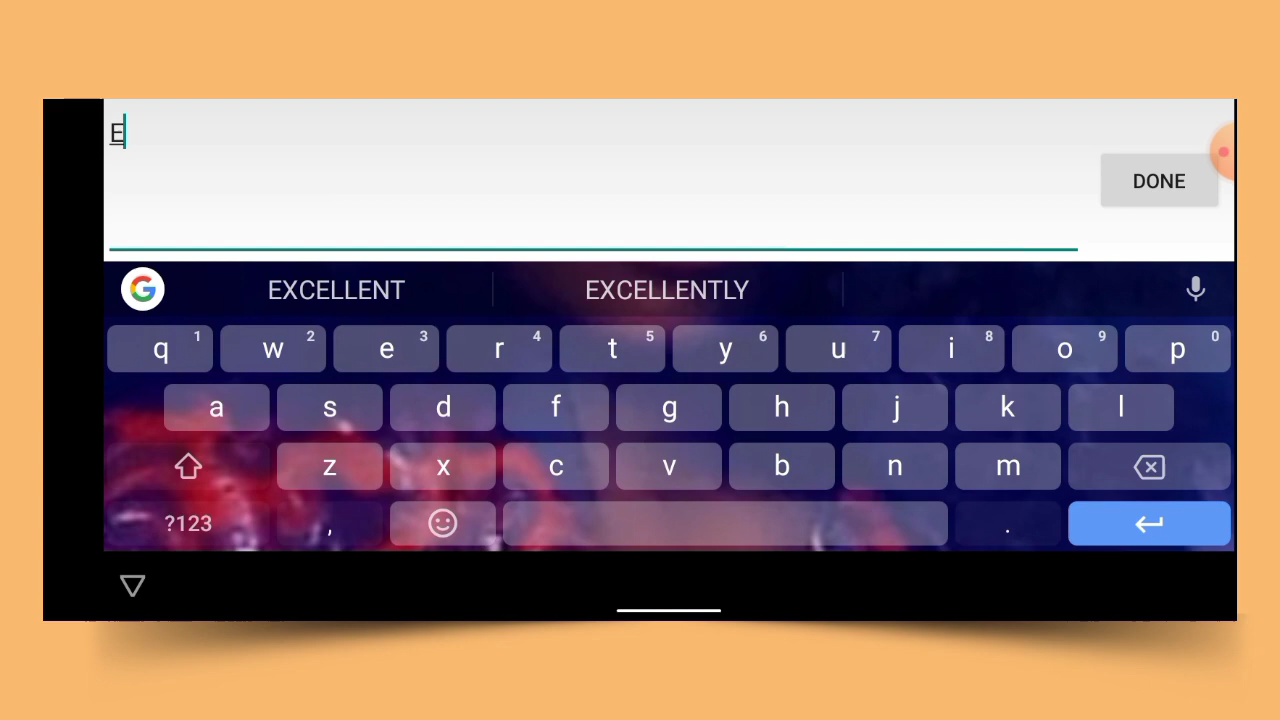 E
DONE
G EXCELLENT EXCELLENTLY
q 1 w 2 e 3 r 4 t 5 y 6 u 7 i 8 o 9 p 0
a s d f g h j k l
z x c v b n m
?123 , .